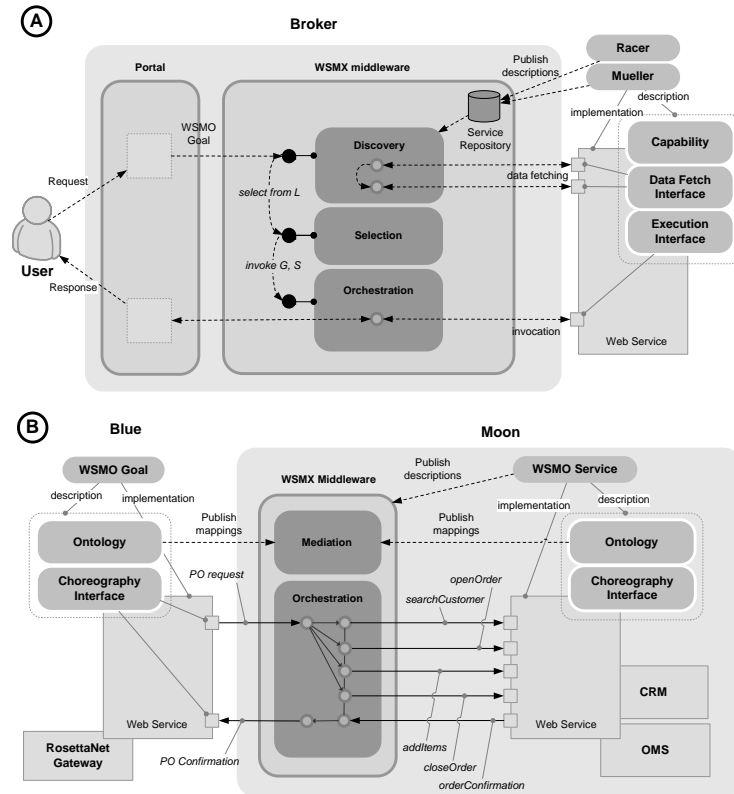 A
Broker
Portal
WSMX middleware
Publish
descriptions
Racer
Mueller
implementation
description
WSMO
Goal
Service
Repository
Discovery
Capability
Request
select from L
data fetching
Data Fetch
Interface
Selection
Execution
Interface
User
invoke G, S
Response
Orchestration
invocation
Web Service
B
Blue
Moon
WSMO Goal
WSMX Middleware
Publish
descriptions
WSMO Service
description
implementation
implementation
description
Publish
mappings
Publish
mappings
Ontology
Mediation
Ontology
Choreography
Interface
PO request
Orchestration
openOrder
searchCustomer
Choreography
Interface
CRM
Web Service
Web Service
RosettaNet
Gateway
PO Confirmation
addItems
closeOrder
orderConfirmation
OMS